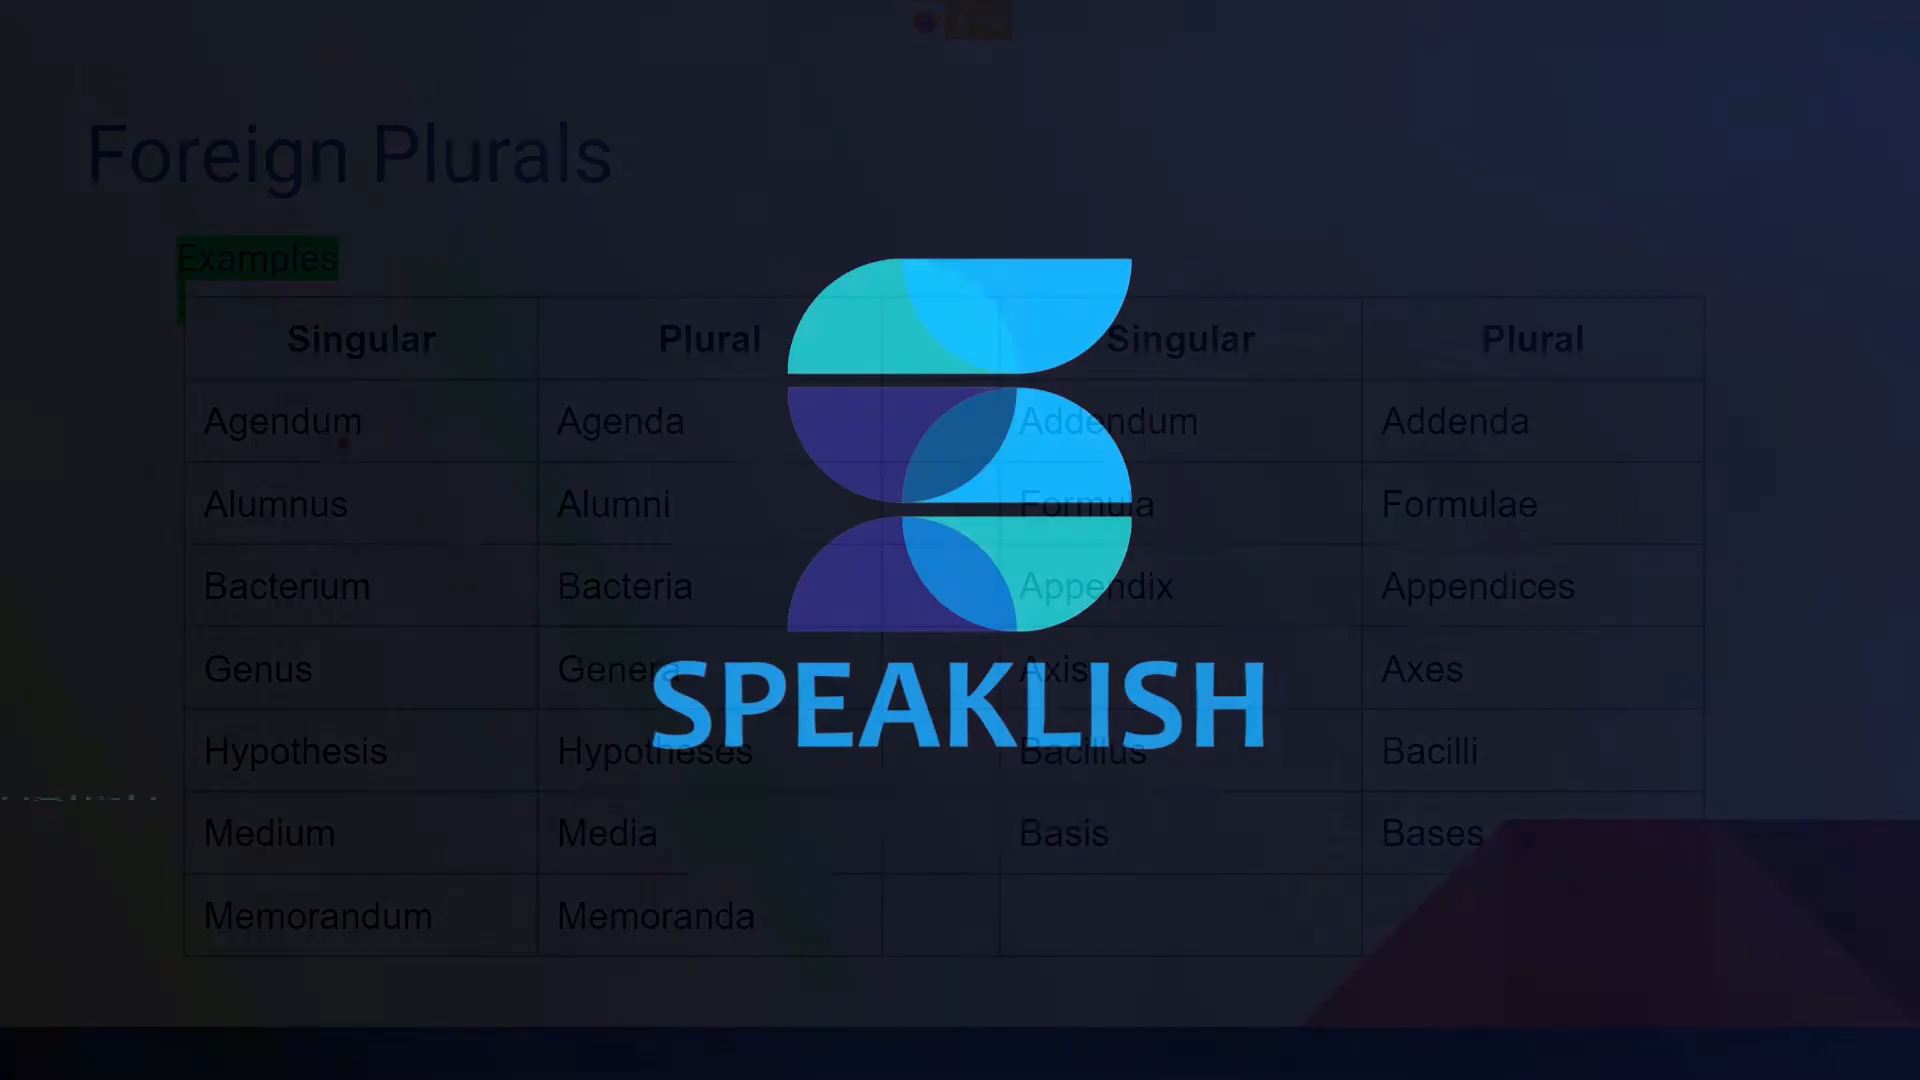 Foreign Plurals
Examples
Singular Plural Singular Plural
Agendum Agenda Addendum Addenda
Alumnus Alumni Formula Formulae
Bacterium Bacteria Appendix Appendices
Genus Genera Axis Axes
SPEAKLISH
Hypothesis Hypotheses Bacillus Bacilli
Medium Media Basis Bases
Memorandum Memoranda